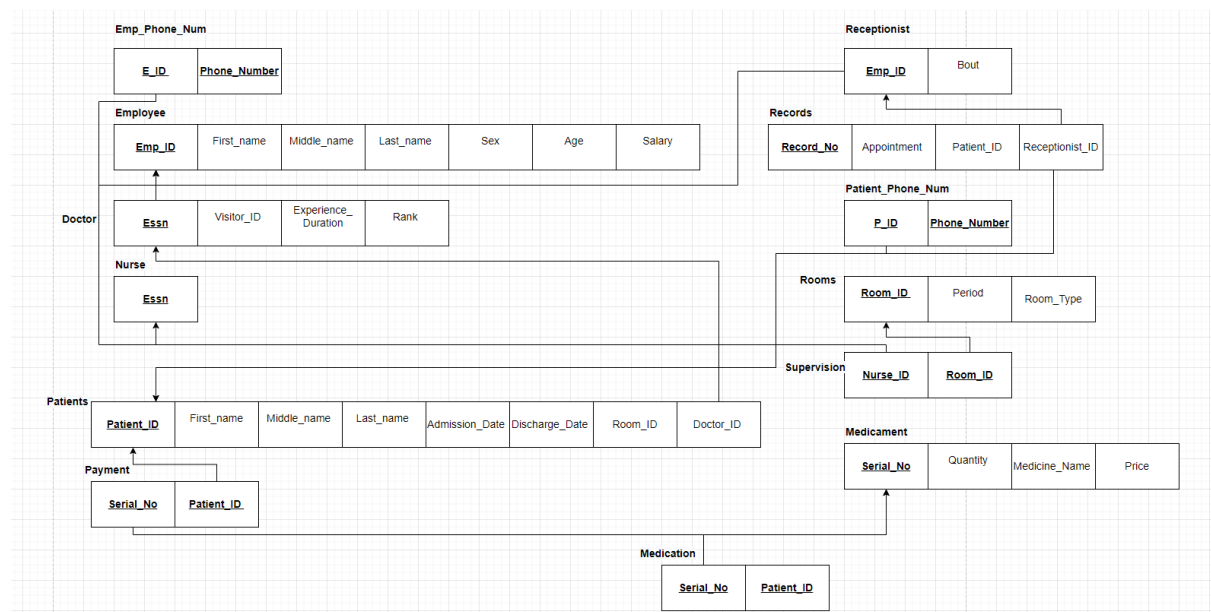 Emp_Phone_Num
E_ID Phone_Number
Employee
Emp_ID First_name Middle_name Last_name Sex Age Salary
Doctor
Essn Visitor_ID Experience_
Duration Rank
Nurse
Essn
Patients
Patient_ID First_name Middle_name Last_name Admission_Date Discharge_Date Room_ID Doctor_ID
Payment
Serial_No Patient_ID
Receptionist
Emp_ID Bout
Records
Record_No Appointment Patient_ID Receptionist_ID
Patient_Phone_Num
P_ID Phone_Number
Rooms
Room_ID Period Room_Type
Supervision
Nurse_ID Room_ID
Medicament
Serial_No Quantity Medicine_Name Price
Medication
Serial_No Patient_ID